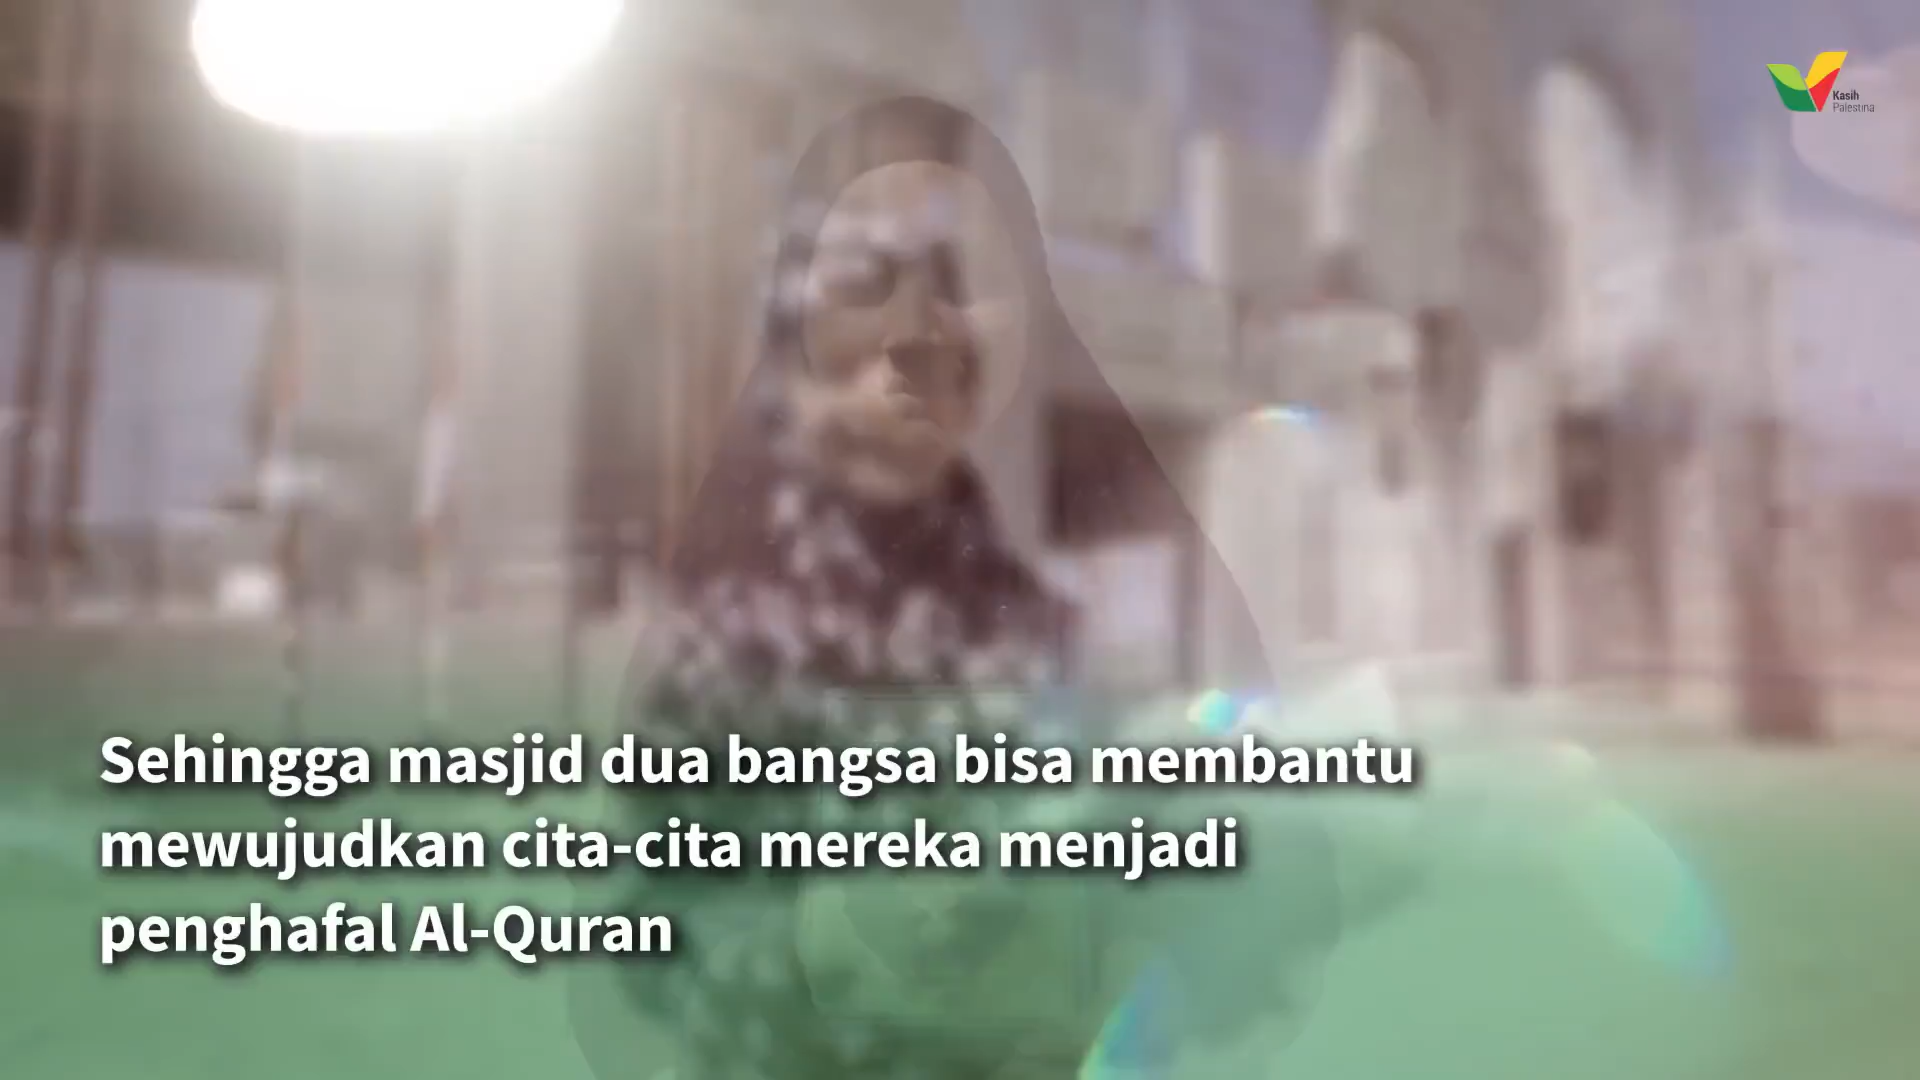 Kasih
Palestina
Sehingga masjid dua bangsa bisa membantu
mewujudkan cita-cita mereka menjadi
penghafal Al-Quran